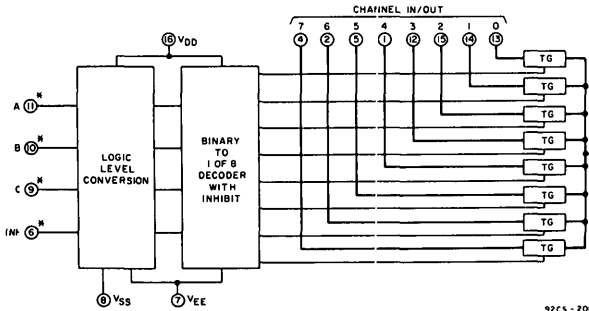 CHANNEL IN/OUT
7 6 5 4 3 2 1 0
4 2 5 1 12 15 14 13
16 VDD
TG
TG
A 11 *
TG
B 10 *
LOGIC LEVEL CONVERSION
BINARY TO 1 OF 8 DECODER WITH INHIBIT
TG
C 9 *
TG
TG
INH 6 *
TG
TG
8 VSS
7 VEE
92CS-20